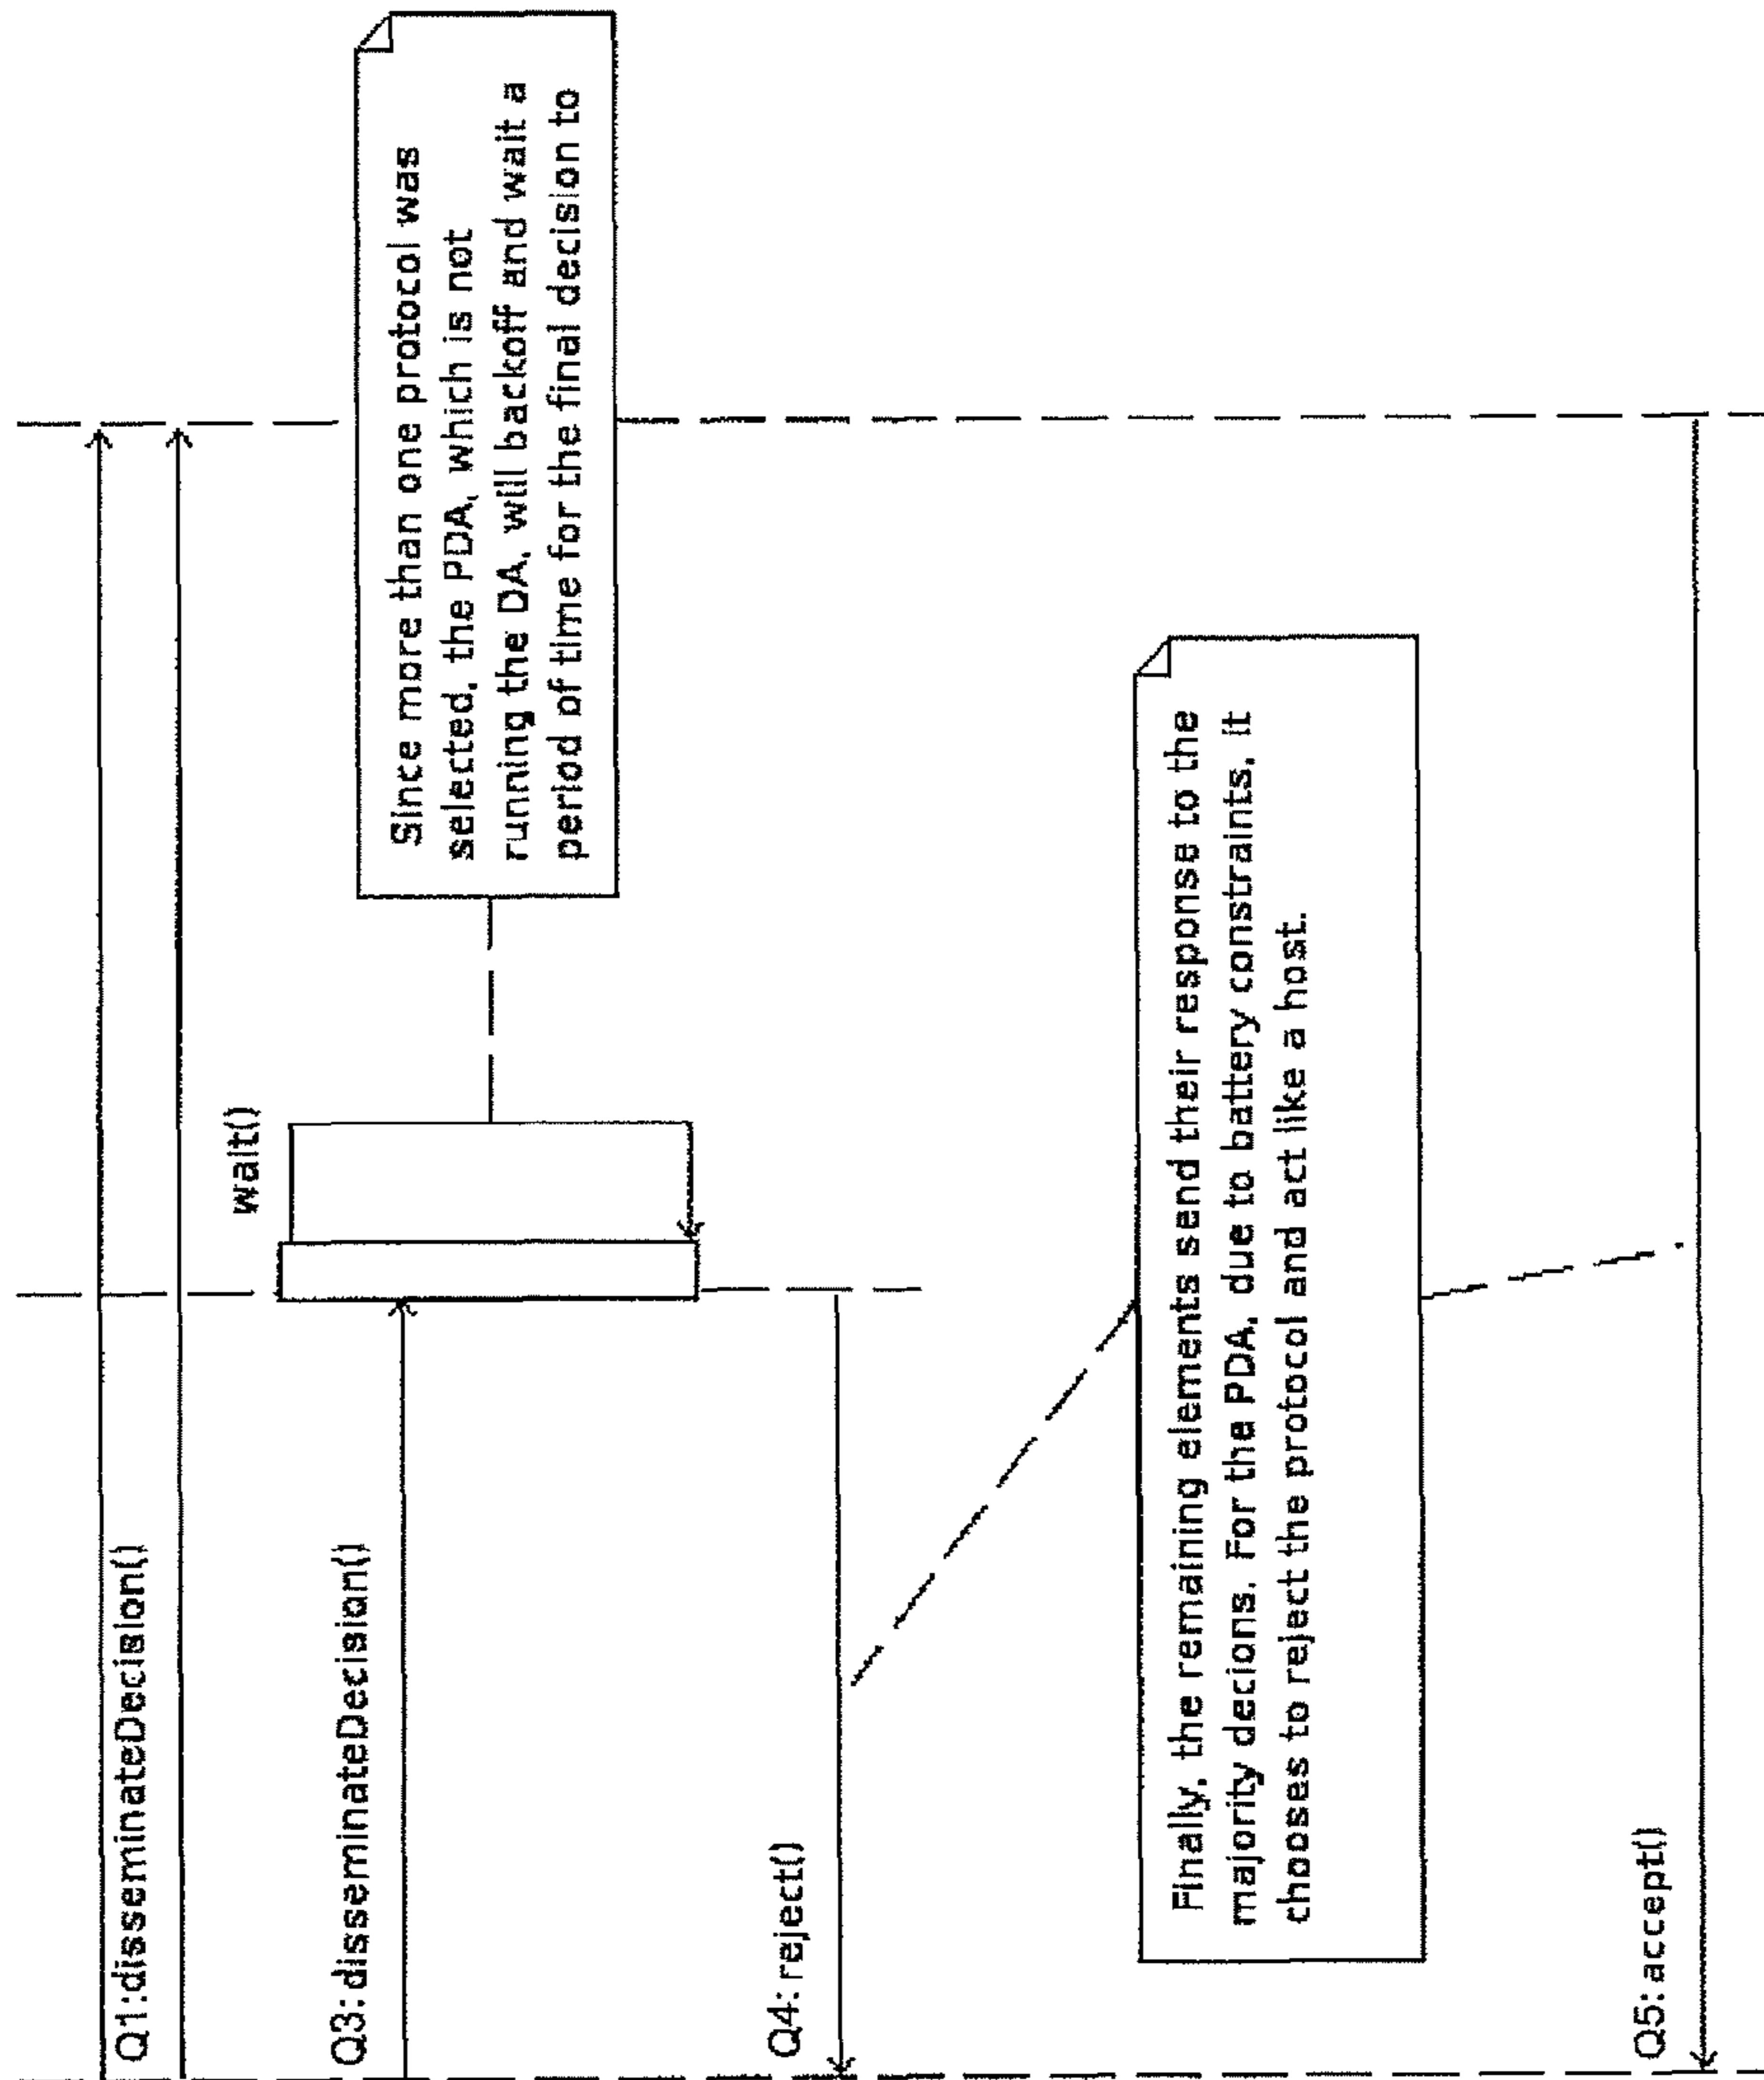 Q1:disseminateDecision()
wait()
Q3:disseminateDecision()
Since more than one protocol was
selected, the PDA, which is not
running the DA, will backoff and wait a
period of time for the final decision to
Q4:reject()
Finally, the remaining elements send their response to the
majority decions. For the PDA, due to battery constraints, it
chooses to reject the protocol and act like a host.
Q5:accept()